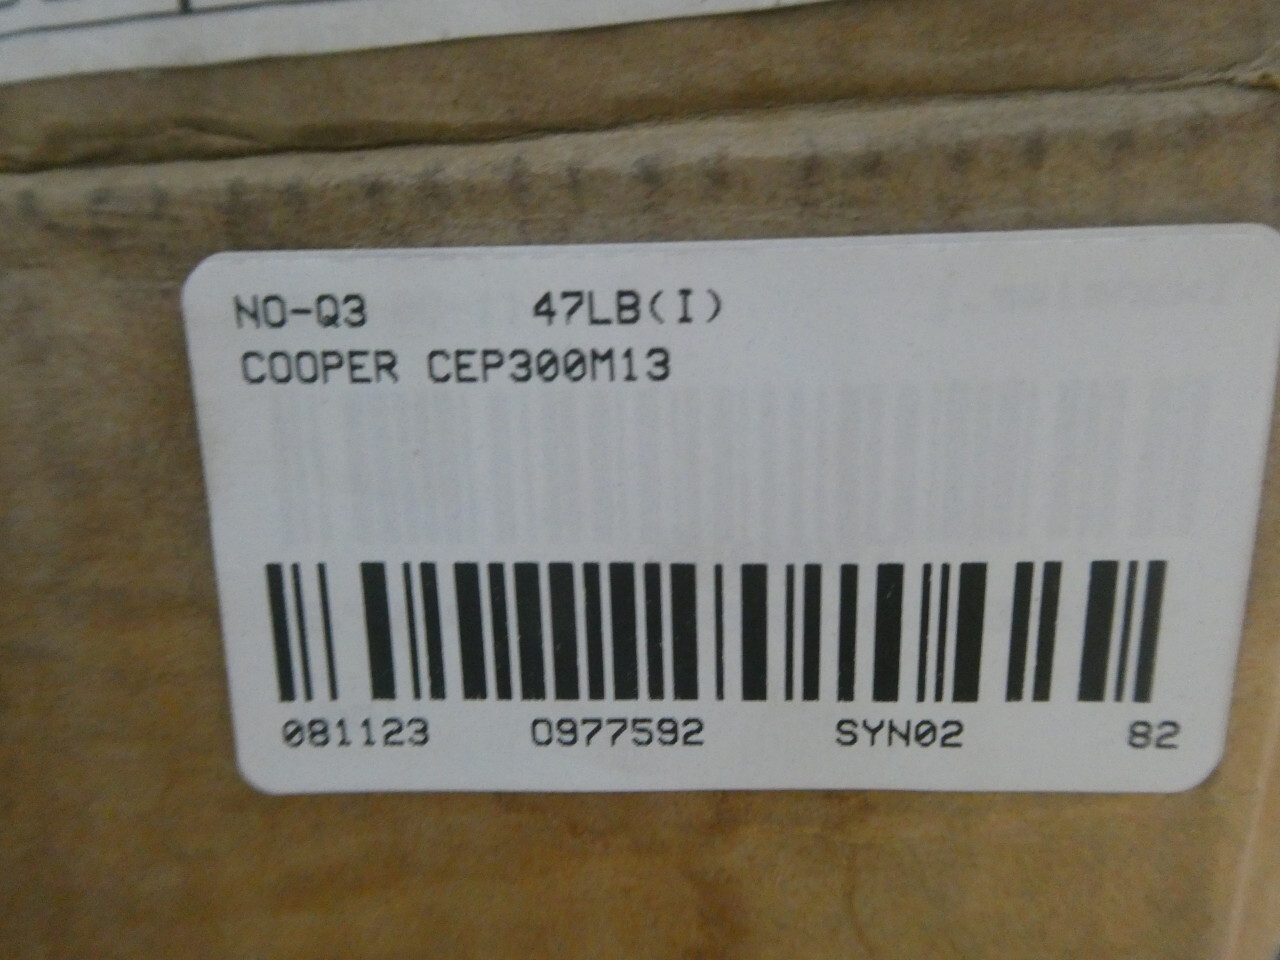 NO-Q3 47LB(I)
COOPER CEP300M13
081123 0977592 SYN02 82